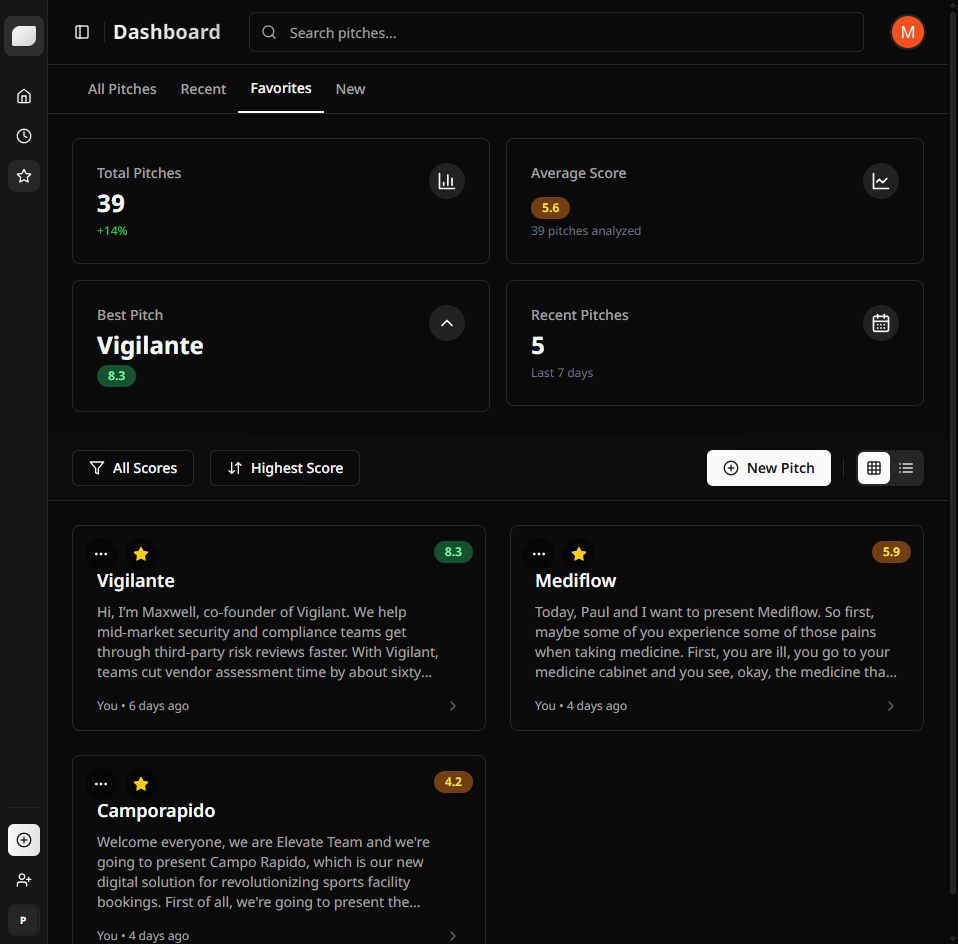 Dashboard
Search pitches...
M
All Pitches
Recent
Favorites
New
Total Pitches
39
+14%
Average Score
5.6
39 pitches analyzed
Best Pitch
Vigilante
8.3
Recent Pitches
5
Last 7 days
All Scores
Highest Score
New Pitch
8.3
Vigilante
Hi, I'm Maxwell, co-founder of Vigilant. We help
mid-market security and compliance teams get
through third-party risk reviews faster. With Vigilant,
teams cut vendor assessment time by about sixty...
You • 6 days ago
5.9
Mediflow
Today, Paul and I want to present Mediflow. So first,
maybe some of you experience some of those pains
when taking medicine. First, you are ill, you go to your
medicine cabinet and you see, okay, the medicine tha...
You • 4 days ago
4.2
Camporapido
Welcome everyone, we are Elevate Team and we're
going to present Campo Rapido, which is our new
digital solution for revolutionizing sports facility
bookings. First of all, we're going to present the...
You • 4 days ago
P